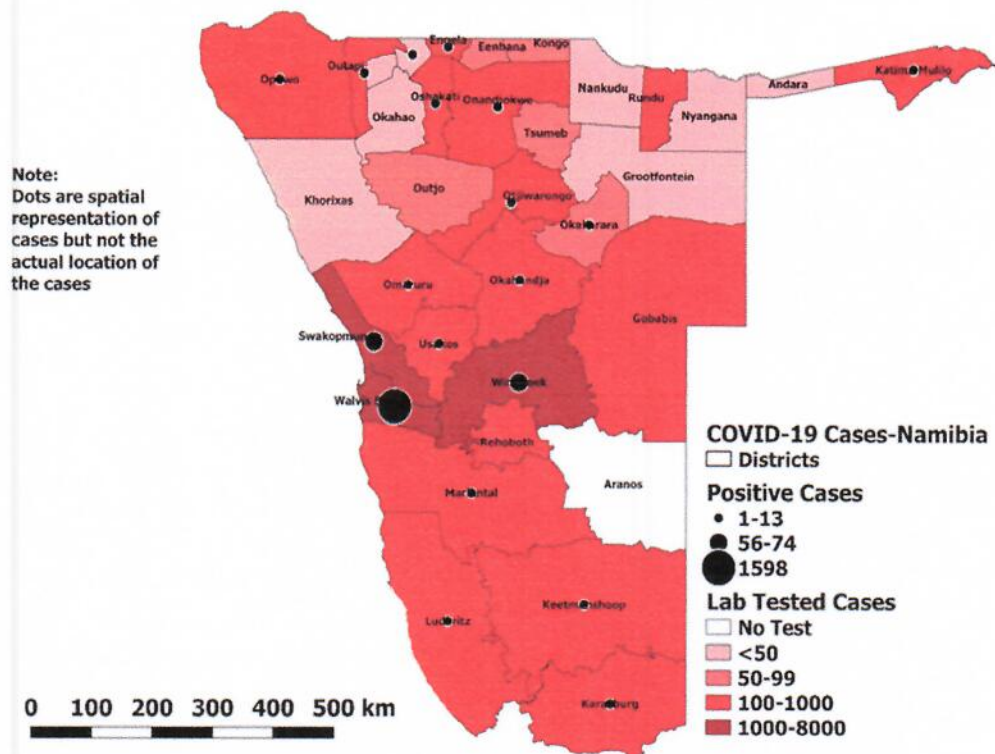 Engela
Eenhana
Kongo
Opuwo
Outapi
Nankudu
Andara
Katima Mulilo
Oshakati
Onandjokwe
Rundu
Nyangana
Okahao
Tsumeb
Note:
Dots are spatial
representation of
cases but not the
actual location of
the cases
Khorixas
Outjo
Grootfontein
Otjiwarongo
Okakarara
Omaruru
Okahandja
Gobabis
Swakopmun
Usakos
Windhoek
Walvis B
Rehoboth
COVID-19 Cases-Namibia
Districts
Aranos
Positive Cases
Mariental
1-13
56-74
1598
Keetmanshoop
Lab Tested Cases
Luderitz
No Test
<50
50-99
Karasburg
100-1000
0 100 200 300 400 500 km
1000-8000